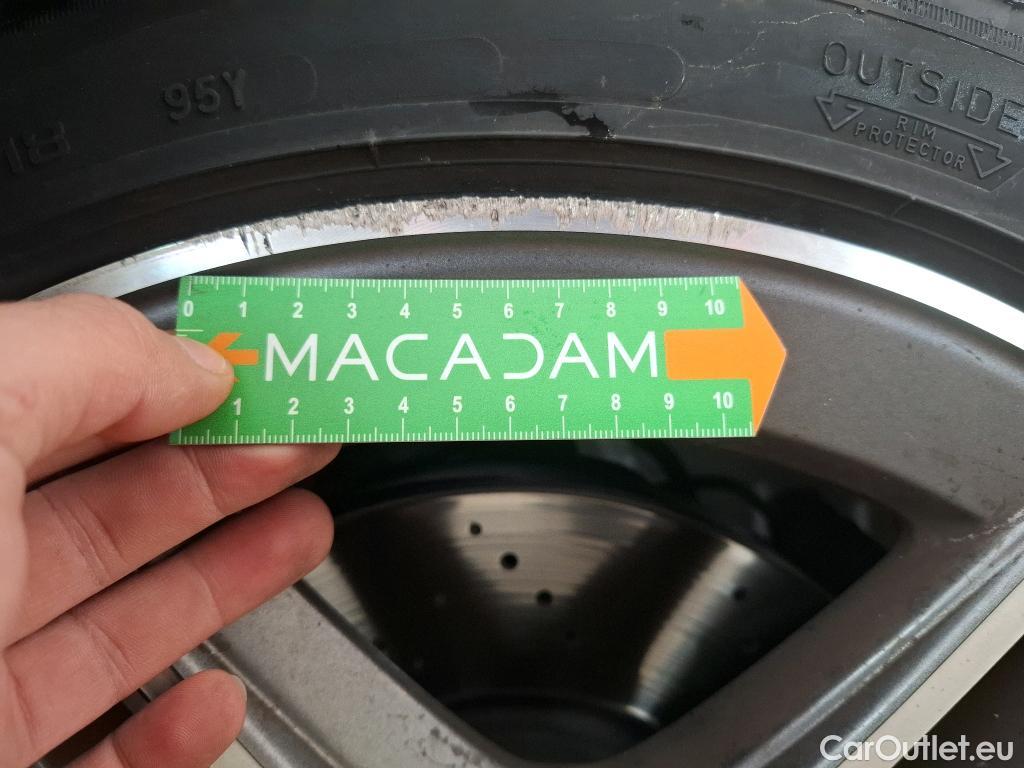 18 95Y
OUTSIDE
RIM
PROTECTOR
0 1 2 3 4 5 6 7 8 9 10
MACADAM
1 2 3 4 5 6 7 8 9 10
CarOutlet.eu